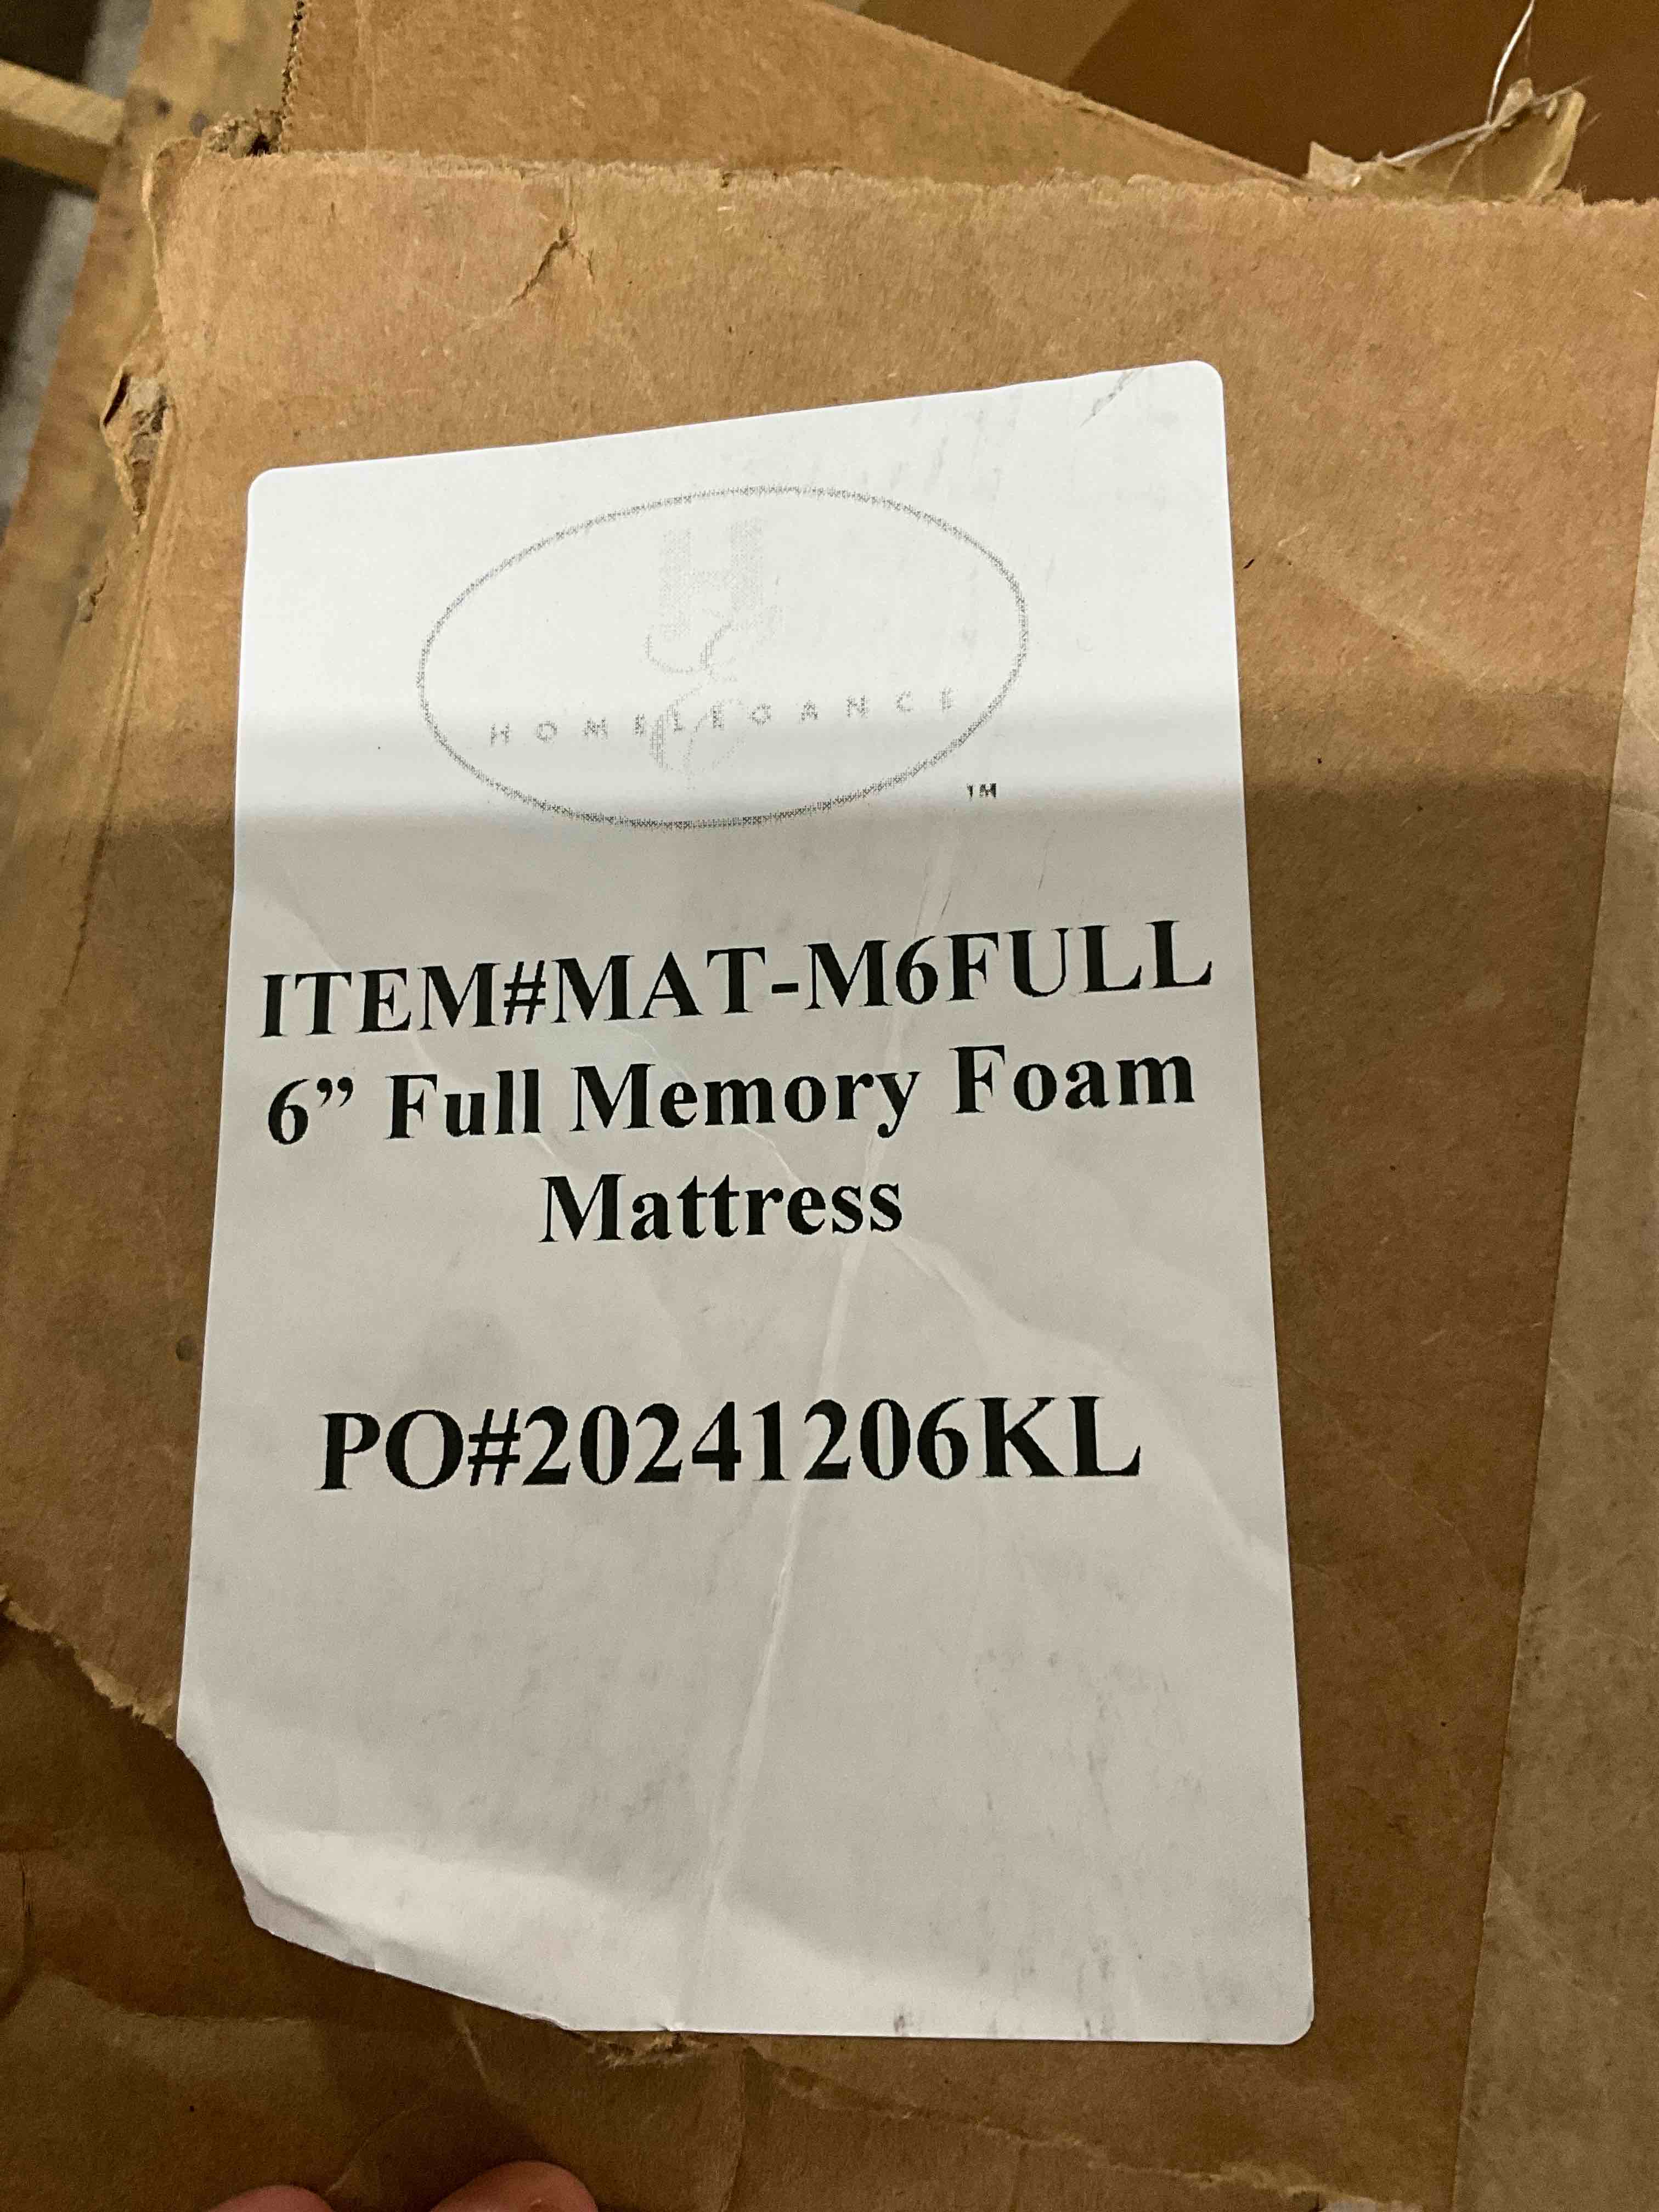 H
HOMELEGANCE
TM
ITEM#MAT-M6FULL
6” Full Memory Foam
Mattress
PO#20241206KL